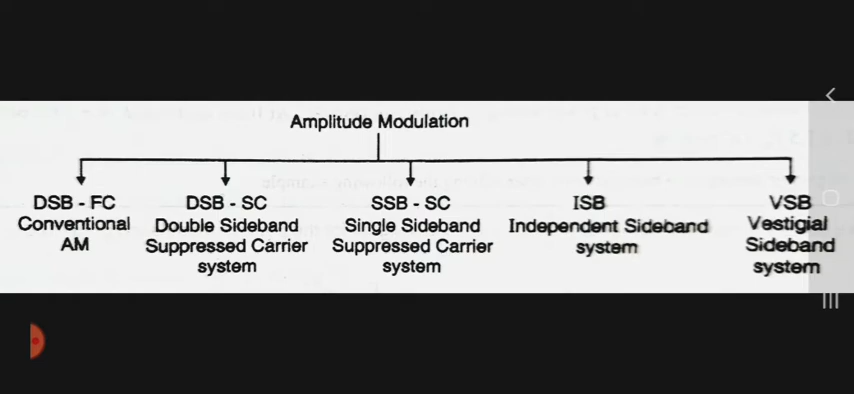 Amplitude Modulation
DSB - FC
Conventional
AM
DSB - SC
Double Sideband
Suppressed Carrier
system
SSB - SC
Single Sideband
Suppressed Carrier
system
ISB
Independent Sideband
system
VSB
Vestigial
Sideband
system